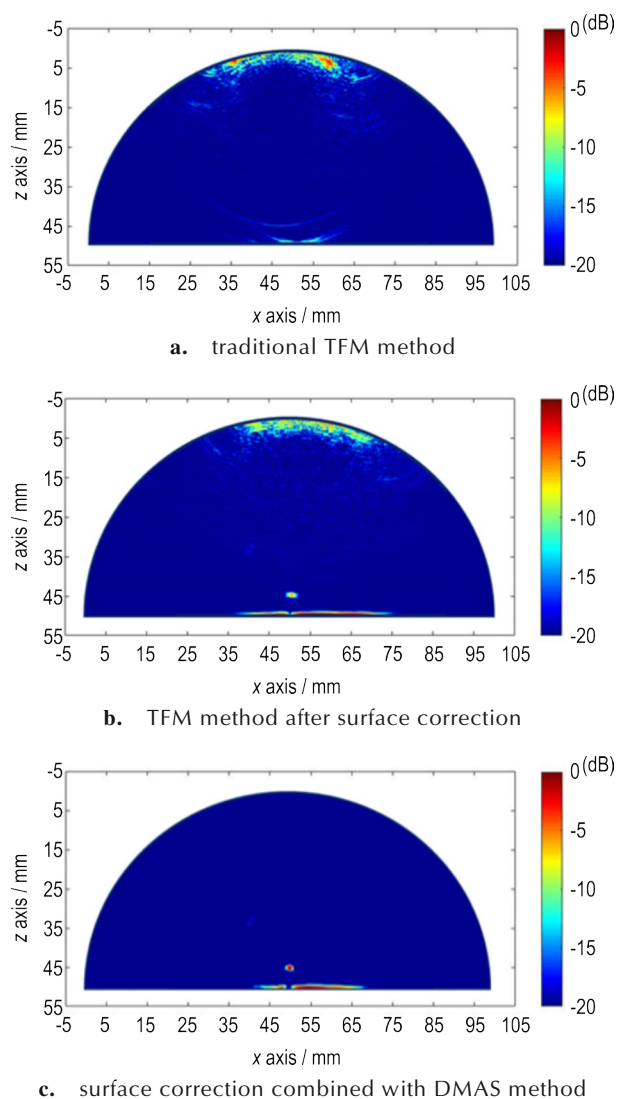 0 (dB)
-5
5
15
25
35
45
55
z axis / mm
-5
-10
-15
-20
-5 5 15 25 35 45 55 65 75 85 95 105
x axis / mm
a. traditional TFM method
0 (dB)
-5
5
15
25
35
45
55
z axis / mm
-5
-10
-15
-20
-5 5 15 25 35 45 55 65 75 85 95 105
x axis / mm
b. TFM method after surface correction
0 (dB)
-5
5
15
25
35
45
55
z axis / mm
-5
-10
-15
-20
-5 5 15 25 35 45 55 65 75 85 95 105
x axis / mm
c. surface correction combined with DMAS method